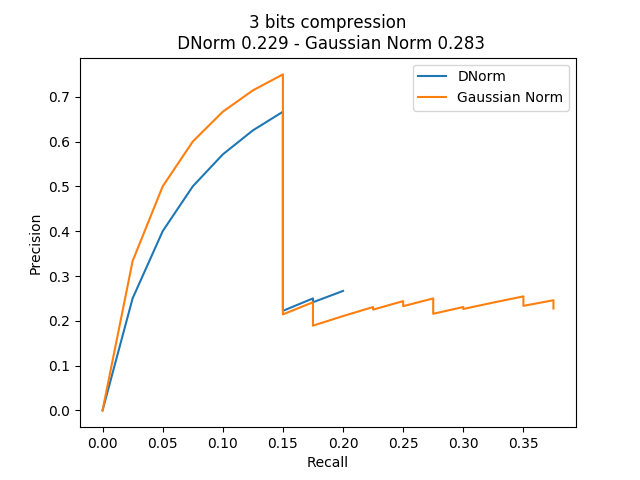 3 bits compression
DNorm 0.229 - Gaussian Norm 0.283
DNorm
Gaussian Norm
Precision
0.7
0.6
0.5
0.4
0.3
0.2
0.1
0.0
0.00 0.05 0.10 0.15 0.20 0.25 0.30 0.35
Recall